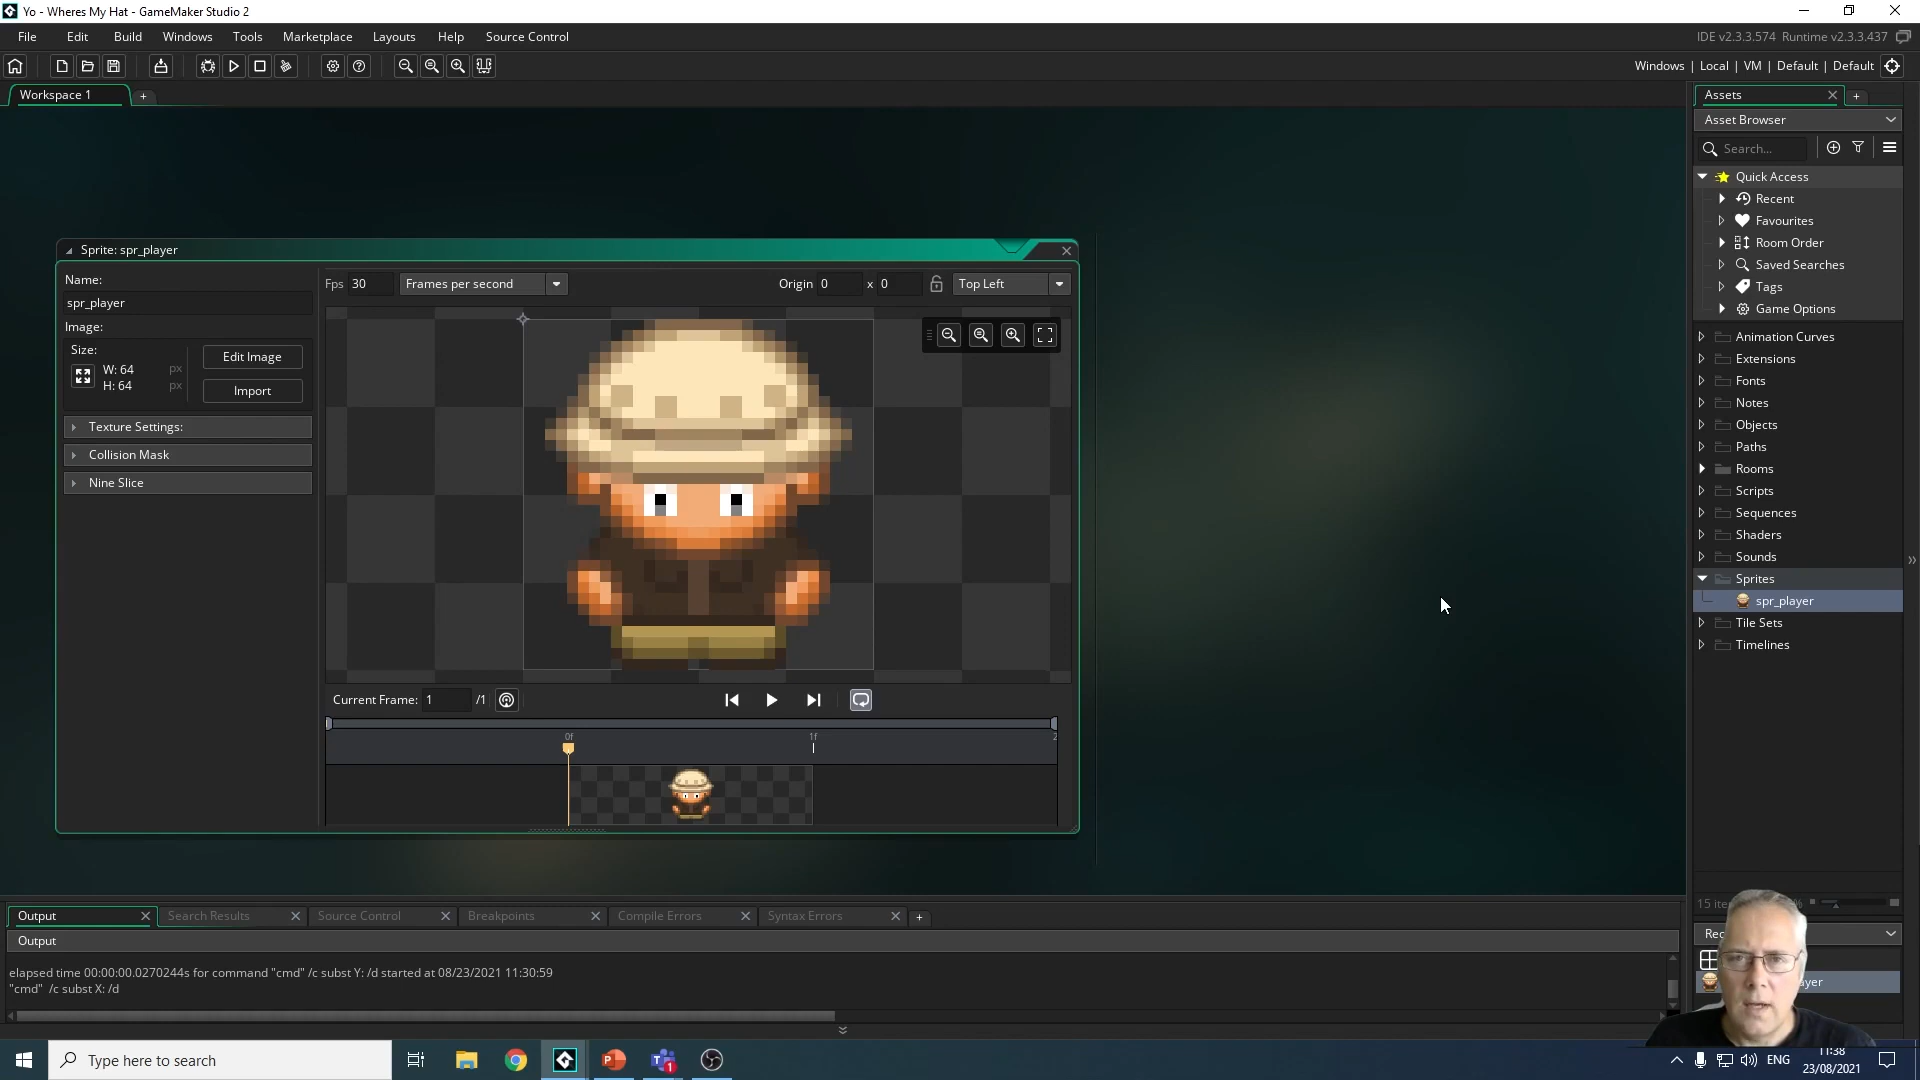 Yo - Wheres My Hat - GameMaker Studio 2
File Edit Build Windows Tools Marketplace Layouts Help Source Control
IDE v2.3.3.574 Runtime v2.3.3.437
Windows | Local | VM | Default | Default
Workspace 1
Assets
Asset Browser
Search...
Quick Access
Recent
Favourites
Room Order
Saved Searches
Tags
Game Options
Animation Curves
Extensions
Fonts
Notes
Objects
Paths
Rooms
Scripts
Sequences
Shaders
Sounds
Sprites
spr_player
Tile Sets
Timelines
Sprite: spr_player
Name:
spr_player
Image:
Size:
W: 64 px
H: 64 px
Edit Image
Import
Texture Settings:
Collision Mask
Nine Slice
Fps 30 Frames per second
Origin 0 x 0 Top Left
Current Frame: 1 /1
0f 1f 2
Output Search Results Source Control Breakpoints Compile Errors Syntax Errors
Output
elapsed time 00:00:00.0270244s for command "cmd" /c subst Y: /d started at 08/23/2021 11:30:59
"cmd" /c subst X: /d
Type here to search
ENG
11:38
23/08/2021